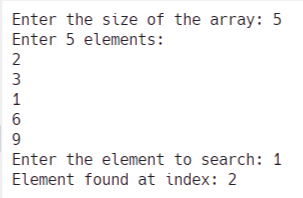 Enter the size of the array: 5
Enter 5 elements:
2
3
1
6
9
Enter the element to search: 1
Element found at index: 2